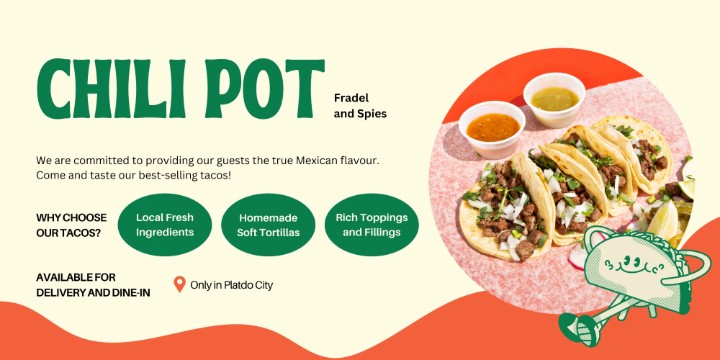 CHILI POT
Fradel
and Spies
We are committed to providing our guests the true Mexican flavour.
Come and taste our best-selling tacos!
WHY CHOOSE
OUR TACOS?
Local Fresh
Ingredients
Homemade
Soft Tortillas
Rich Toppings
and Fillings
AVAILABLE FOR
DELIVERY AND DINE-IN
Only in Platdo City